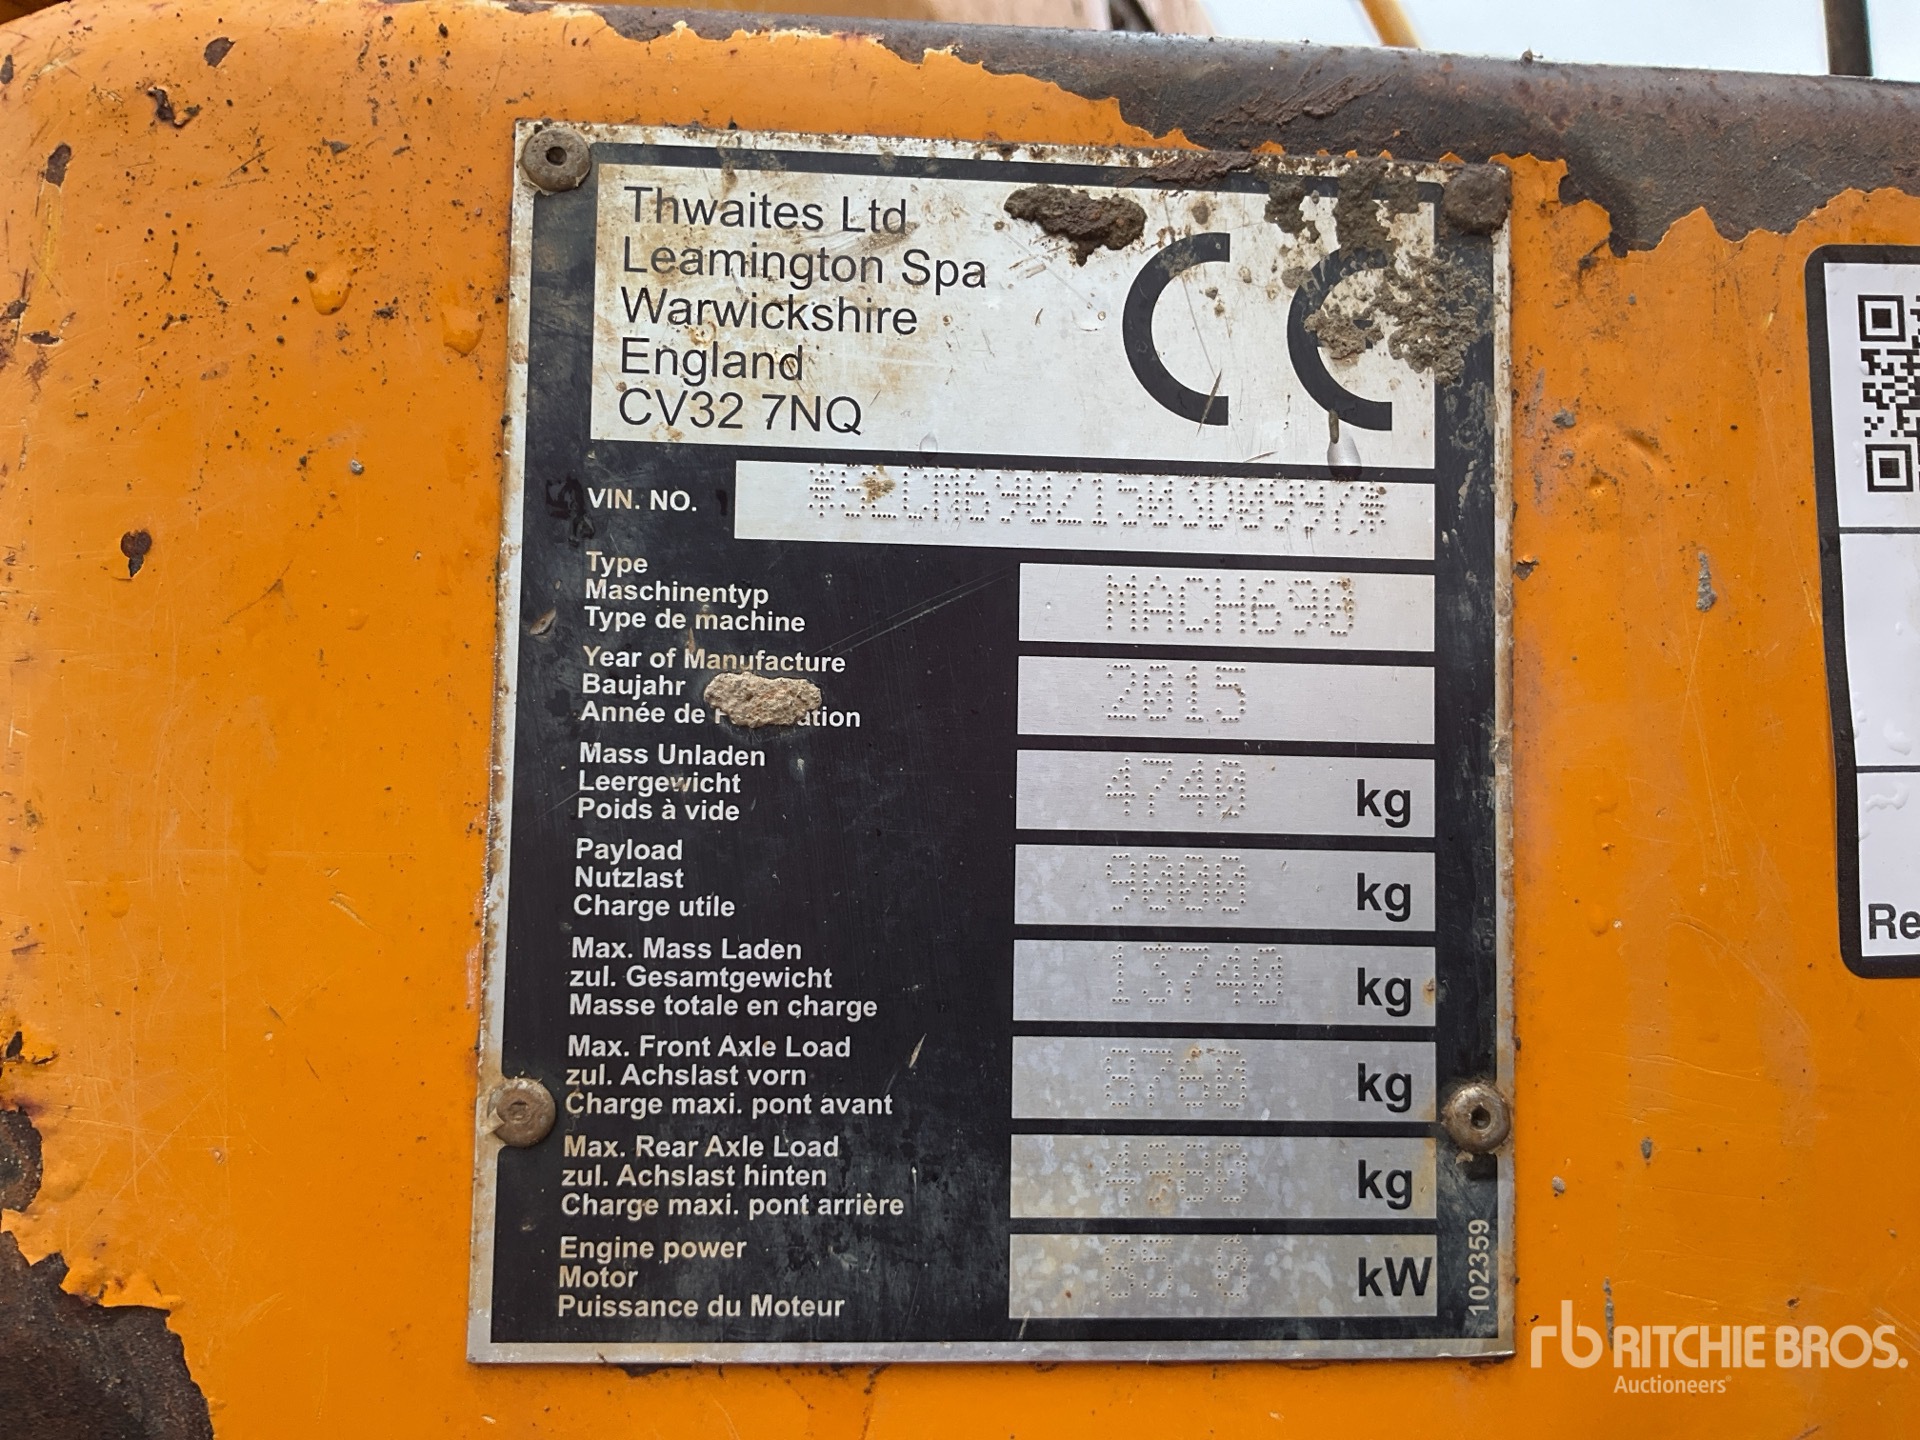 Thwaites Ltd
Leamington Spa
Warwickshire
England
CV32 7NQ
CE
VIN. NO.
Type MACH690
Maschinentyp
Type de machine
Year of Manufacture 2015
Baujahr
Année de
Mass Unladen 4740 kg
Leergewicht
Poids à vide
Payload 9000 kg
Nutzlast
Charge utile
Max. Mass Laden 13740 kg
zul. Gesamtgewicht
Masse totale en charge
Max. Front Axle Load kg
zul. Achslast vorn
Charge maxi. pont avant
Max. Rear Axle Load kg
zul. Achslast hinten
Charge maxi. pont arrière
Engine power kW
Motor
Puissance du Moteur
102359
Re
rb RITCHIE BROS.
Auctioneers